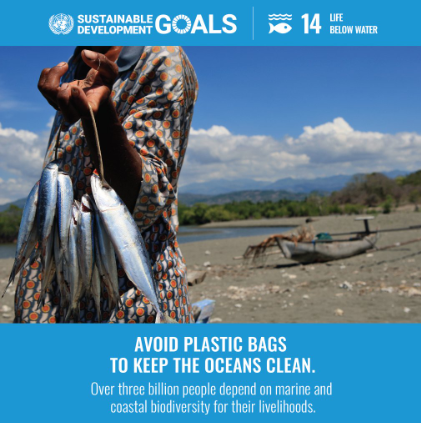 SUSTAINABLE
DEVELOPMENT GOALS
14 LIFE
BELOW WATER
AVOID PLASTIC BAGS
TO KEEP THE OCEANS CLEAN.
Over three billion people depend on marine and
coastal biodiversity for their livelihoods.